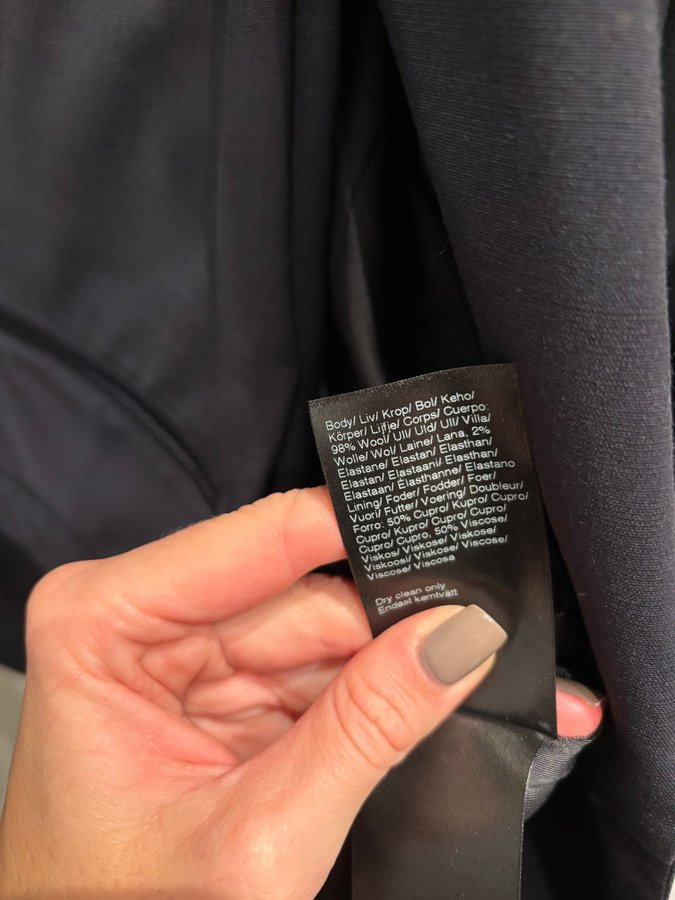 Body/ Liv/ Krop/ Bol/ Keho/
Körper/ Lijfje/ Corps/ Cuerpo:
98% Wool/ Ull/ Uld/ Ull/ Villa/
Wolle/ Wol/ Laine/ Lana, 2%
Elastane/ Elastan/ Elasthan/
Elastan/ Elastaani/ Elasthan/
Elastaan/ Élasthanne/ Elastano
Lining/ Foder/ Fodder/ Foer/
Vuori/ Futter/ Voering/ Doubleur/
Forro: 50% Cupro/ Kupro/ Cupro/
Cupro/ Kupro/ Cupro/ Cupro/
Cupro/ Cupro, 50% Viscose/
Viskos/ Viskose/ Viskose/
Viskoosi/ Viskose/ Viscose/
Viscose/ Viscosa
Dry clean only
Endast kemtvätt